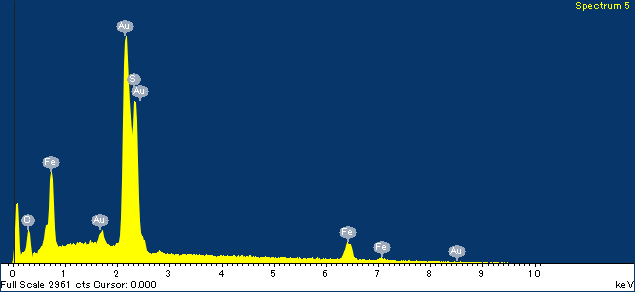 Spectrum 5
Au
S
Au
Fe
Au
Fe
Fe
Au
0 1 2 3 4 5 6 7 8 9 10
Full Scale 2961 cts Cursor: 0.000 keV